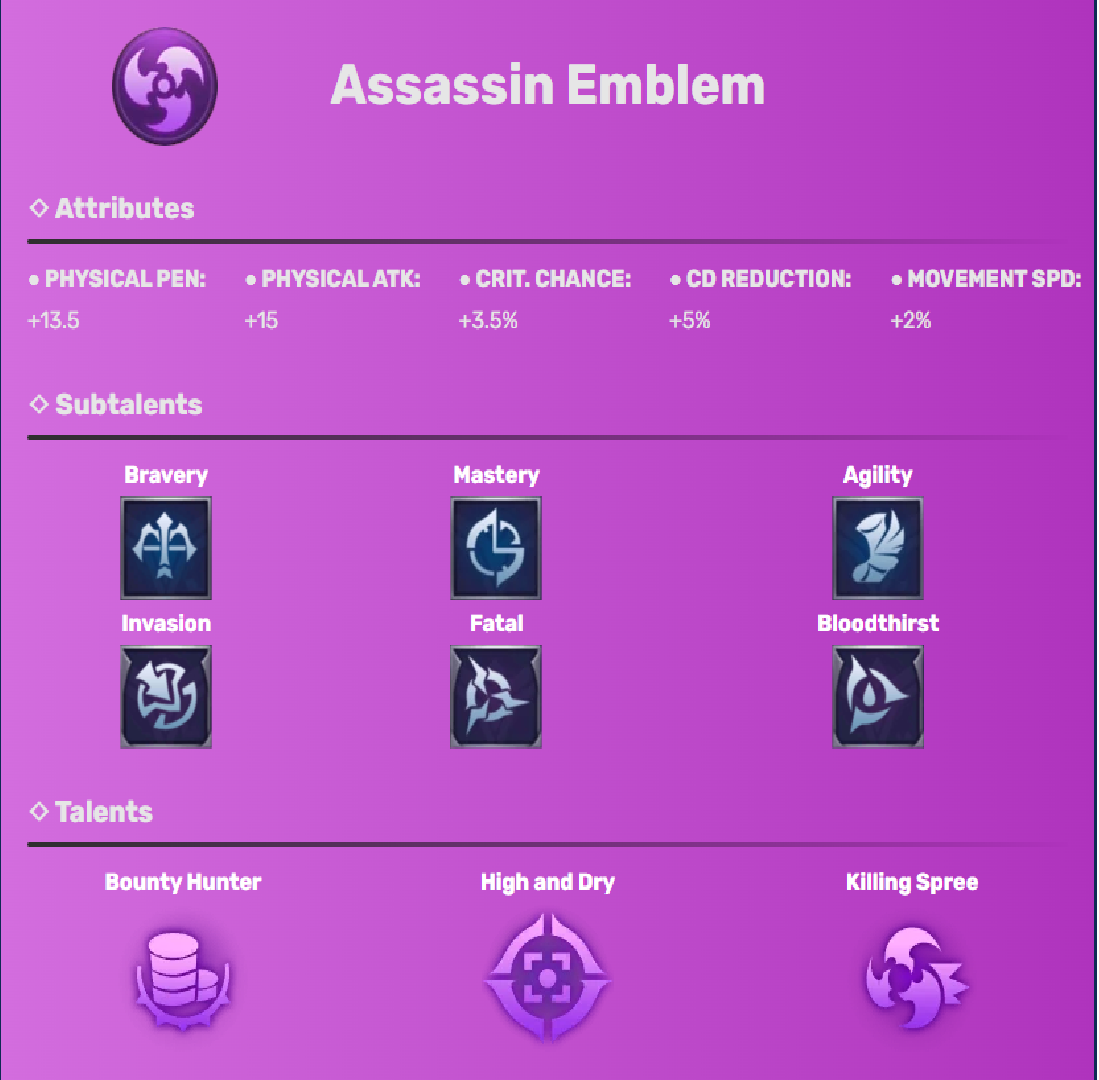 Assassin Emblem
◇ Attributes
● PHYSICAL PEN: ● PHYSICAL ATK: ● CRIT. CHANCE: ● CD REDUCTION: ● MOVEMENT SPD:
+13.5 +15 +3.5% +5% +2%
◇ Subtalents
Bravery Mastery Agility
Invasion Fatal Bloodthirst
◇ Talents
Bounty Hunter High and Dry Killing Spree